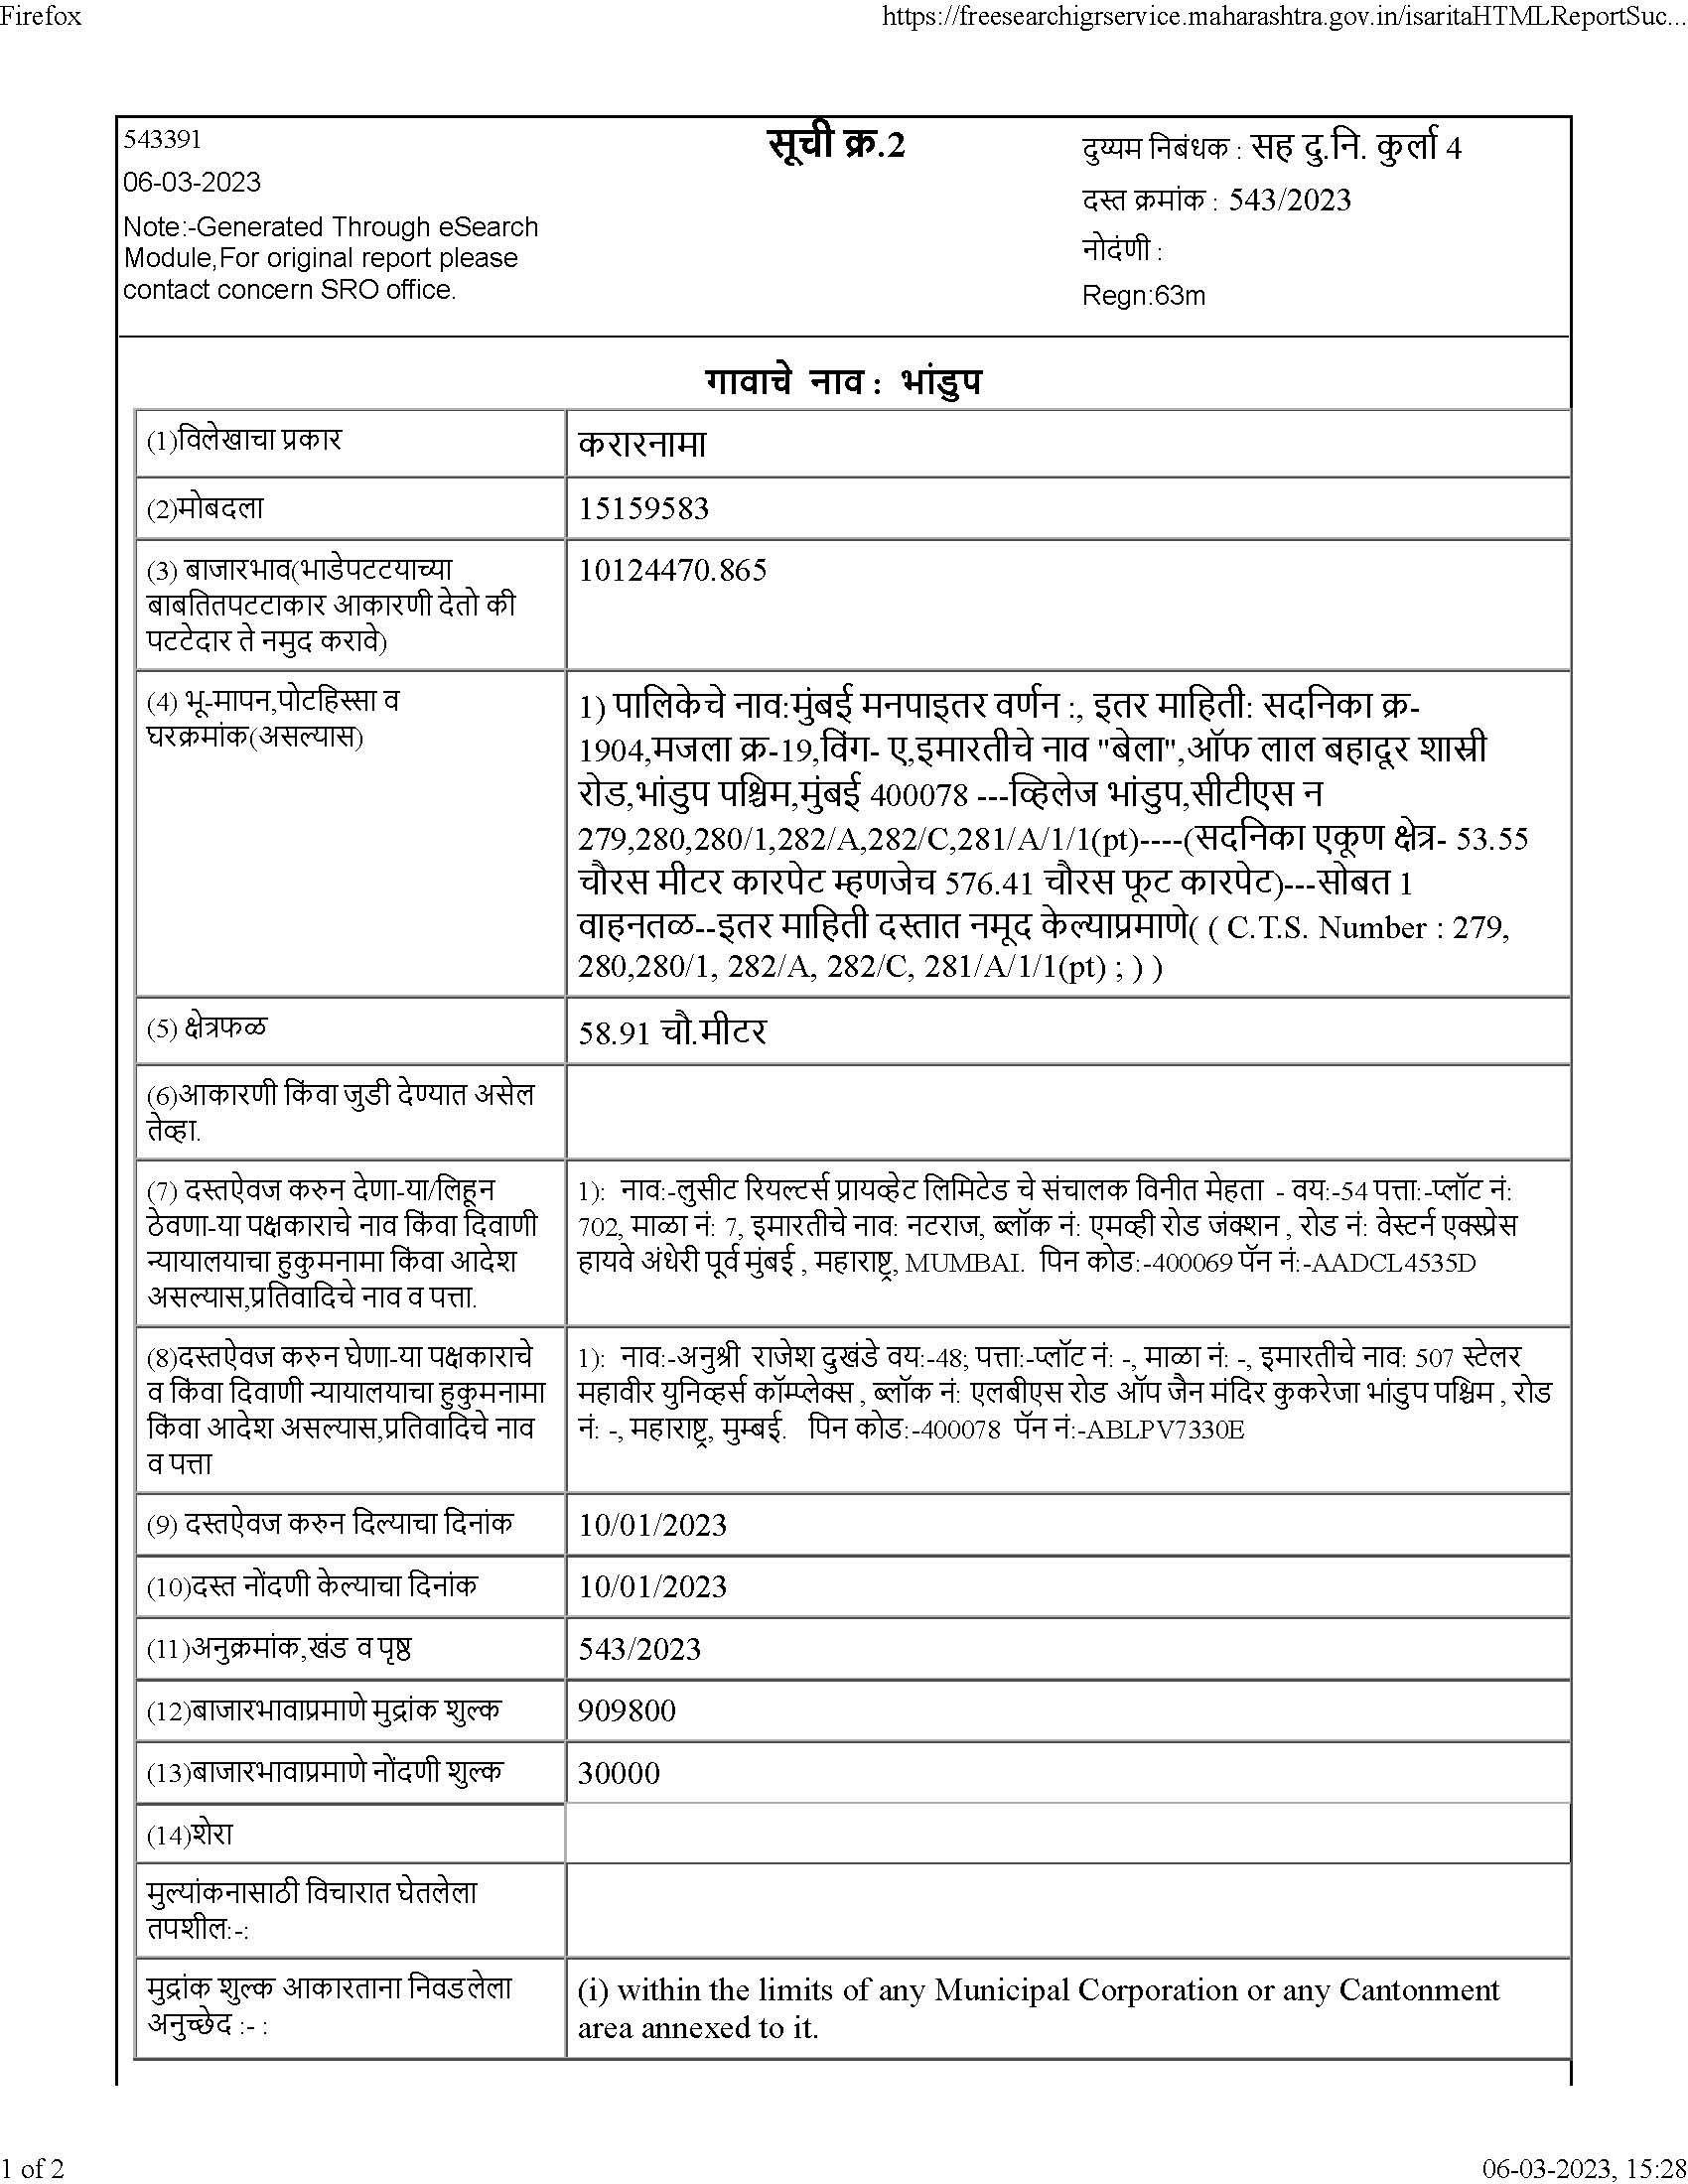 Firefox
https://freesearchigrservice.maharashtra.gov.in/isaritaHTMLReportSuc...
543391
06-03-2023
Note:-Generated Through eSearch
Module,For original report please
contact concern SRO office.
सूची क्र.2
दुय्यम निबंधक : सह दु.नि. कुर्ला 4
दस्त क्रमांक : 543/2023
नोदंणी :
Regn:63m
गावाचे नाव : भांडुप
(1)विलेखाचा प्रकार
करारनामा
(2)मोबदला
15159583
(3) बाजारभाव(भाडेपटटयाच्या
बाबतितपटटाकार आकारणी देतो की
पटटेदार ते नमुद करावे)
10124470.865
(4) भू-मापन,पोटहिस्सा व
घरक्रमांक(असल्यास)
1) पालिकेचे नाव:मुंबई मनपाइतर वर्णन :, इतर माहिती: सदनिका क्र-
1904,मजला क्र-19,विंग- ए,इमारतीचे नाव "बेला",ऑफ लाल बहादूर शास्त्री
रोड,भांडुप पश्चिम,मुंबई 400078 ---व्हिलेज भांडुप,सीटीएस न
279,280,280/1,282/A,282/C,281/A/1/1(pt)----(सदनिका एकूण क्षेत्र- 53.55
चौरस मीटर कारपेट म्हणजेच 576.41 चौरस फूट कारपेट)---सोबत 1
वाहनतळ--इतर माहिती दस्तात नमूद केल्याप्रमाणे( ( C.T.S. Number : 279,
280,280/1, 282/A, 282/C, 281/A/1/1(pt) ; ) )
(5) क्षेत्रफळ
58.91 चौ.मीटर
(6)आकारणी किंवा जुडी देण्यात असेल
तेव्हा.
(7) दस्तऐवज करुन देणा-या/लिहून
ठेवणा-या पक्षकाराचे नाव किंवा दिवाणी
न्यायालयाचा हुकुमनामा किंवा आदेश
असल्यास,प्रतिवादिचे नाव व पत्ता.
1): नाव:-लुसीट रियल्टर्स प्रायव्हेट लिमिटेड चे संचालक विनीत मेहता - वय:-54 पत्ता:-प्लॉट नं:
702, माळा नं: 7, इमारतीचे नाव: नटराज, ब्लॉक नं: एमव्ही रोड जंक्शन , रोड नं: वेस्टर्न एक्स्प्रेस
हायवे अंधेरी पूर्व मुंबई , महाराष्ट्र, MUMBAI. पिन कोड:-400069 पॅन नं:-AADCL4535D
(8)दस्तऐवज करुन घेणा-या पक्षकाराचे
व किंवा दिवाणी न्यायालयाचा हुकुमनामा
किंवा आदेश असल्यास,प्रतिवादिचे नाव
व पत्ता
1): नाव:-अनुश्री राजेश दुखंडे वय:-48; पत्ता:-प्लॉट नं: -, माळा नं: -, इमारतीचे नाव: 507 स्टेलर
महावीर युनिव्हर्स कॉम्प्लेक्स , ब्लॉक नं: एलबीएस रोड ऑप जैन मंदिर कुकरेजा भांडुप पश्चिम , रोड
नं: -, महाराष्ट्र, मुम्बई. पिन कोड:-400078 पॅन नं:-ABLPV7330E
(9) दस्तऐवज करुन दिल्याचा दिनांक
10/01/2023
(10)दस्त नोंदणी केल्याचा दिनांक
10/01/2023
(11)अनुक्रमांक,खंड व पृष्ठ
543/2023
(12)बाजारभावाप्रमाणे मुद्रांक शुल्क
909800
(13)बाजारभावाप्रमाणे नोंदणी शुल्क
30000
(14)शेरा
मुल्यांकनासाठी विचारात घेतलेला
तपशील:-:
मुद्रांक शुल्क आकारताना निवडलेला
अनुच्छेद :- :
(i) within the limits of any Municipal Corporation or any Cantonment
area annexed to it.
1 of 2
06-03-2023, 15:28